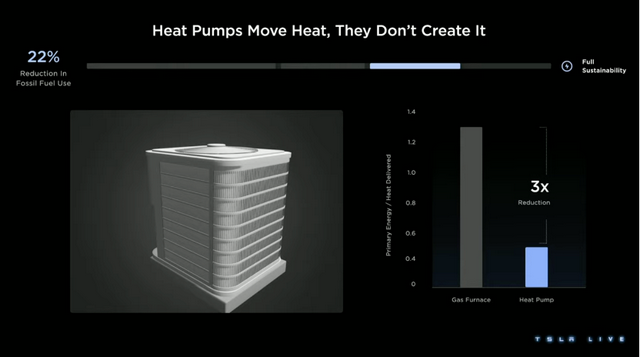 Heat Pumps Move Heat, They Don't Create It
22%
Reduction In
Fossil Fuel Use
Full
Sustainability
Primary Energy / Heat Delivered
1.4
1.2
1.0
0.8
0.6
0.4
0
3x
Reduction
Gas Furnace
Heat Pump
TSLA LIVE